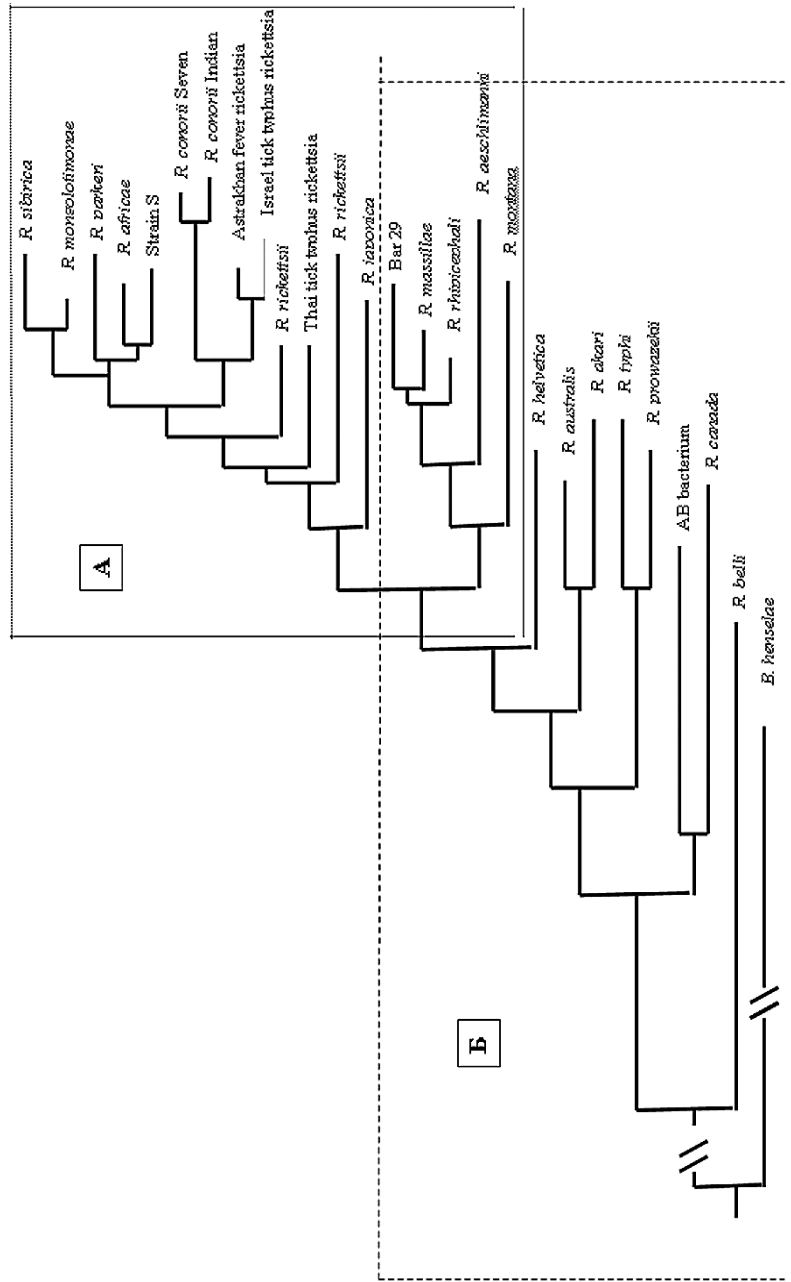 R. sibirica
R. mongolotimonae
R. parkeri
R. africae
Strain S
R. conorii Seven
R. conorii Indian
Astrakhan fever rickettsia
Israel tick typhus rickettsia
R. rickettsii
Thai tick typhus rickettsia
R. rickettsii
R. japonica
А
Bar 29
R. massiliae
R. rhipicephali
R. aeschlimanni
R. montana
R. helvetica
R. australis
R. akari
R. typhi
R. prowazekii
AB bacterium
R. canada
R. belli
B. henselae
Б